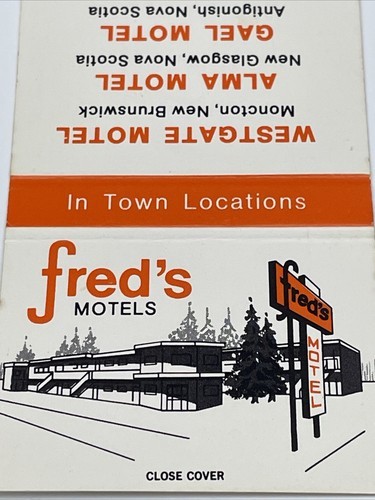 WESTGATE MOTEL
Moncton, New Brunswick
ALMA MOTEL
New Glasgow, Nova Scotia
GAEL MOTEL
Antigonish, Nova Scotia
In Town Locations
fred's
MOTELS
fred's
MOTEL
CLOSE COVER